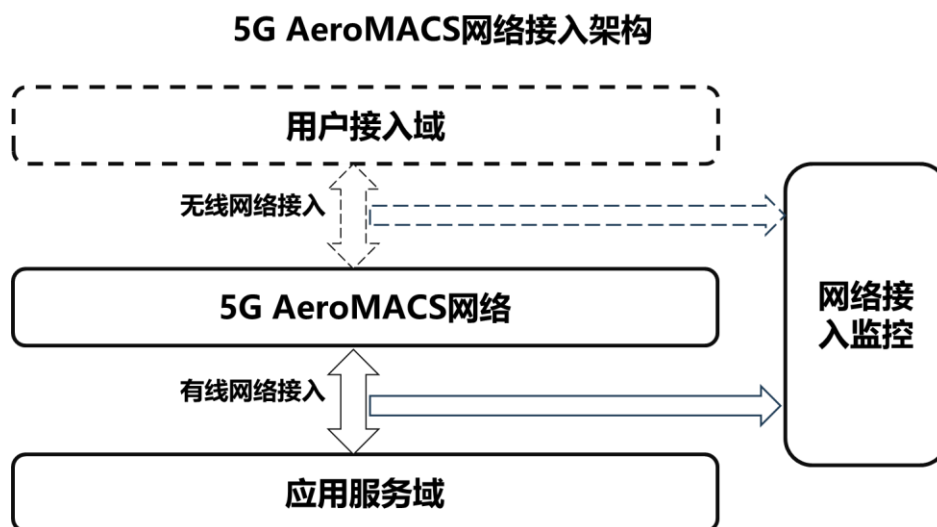 5G AeroMACS网络接入架构
用户接入域
无线网络接入
5G AeroMACS网络
网络接
入监控
有线网络接入
应用服务域